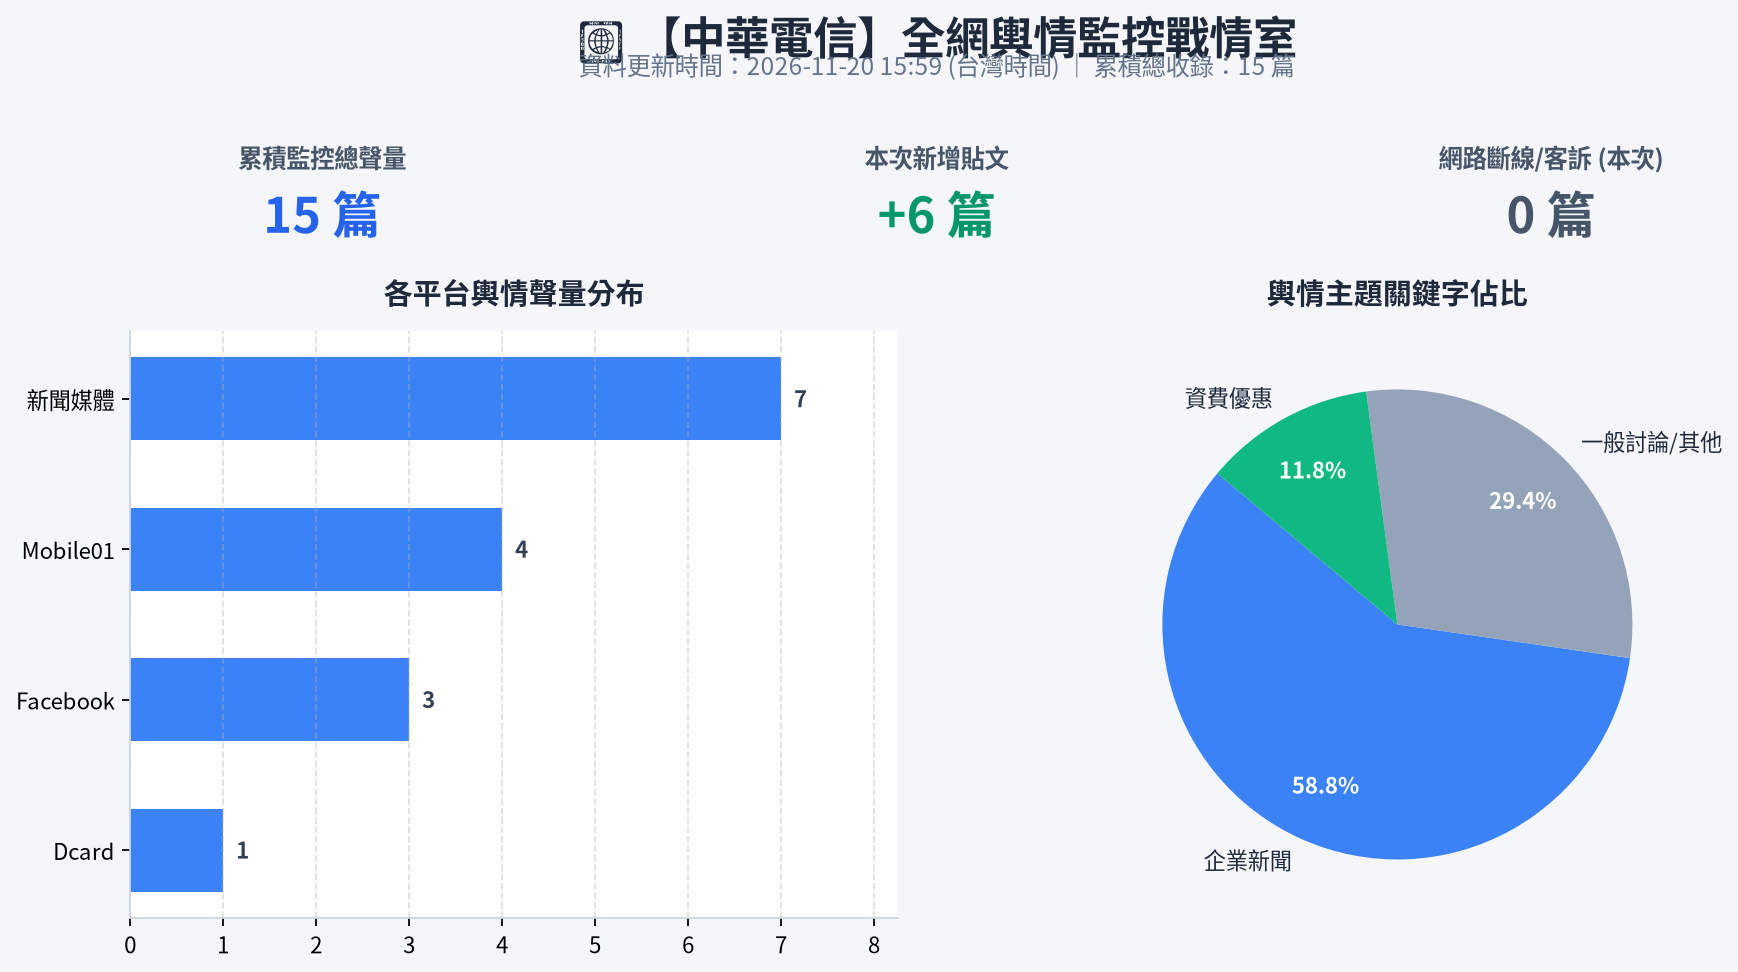 【中華電信】全網輿情監控戰情室
資料更新時間：2026-11-20 15:59 (台灣時間) ｜ 累積總收錄：15 篇
累積監控總聲量
15 篇
本次新增貼文
+6 篇
網路斷線/客訴 (本次)
0 篇
各平台輿情聲量分布
新聞媒體
7
Mobile01
4
Facebook
3
Dcard
1
0 1 2 3 4 5 6 7 8
輿情主題關鍵字佔比
資費優惠
11.8%
一般討論/其他
29.4%
58.8%
企業新聞